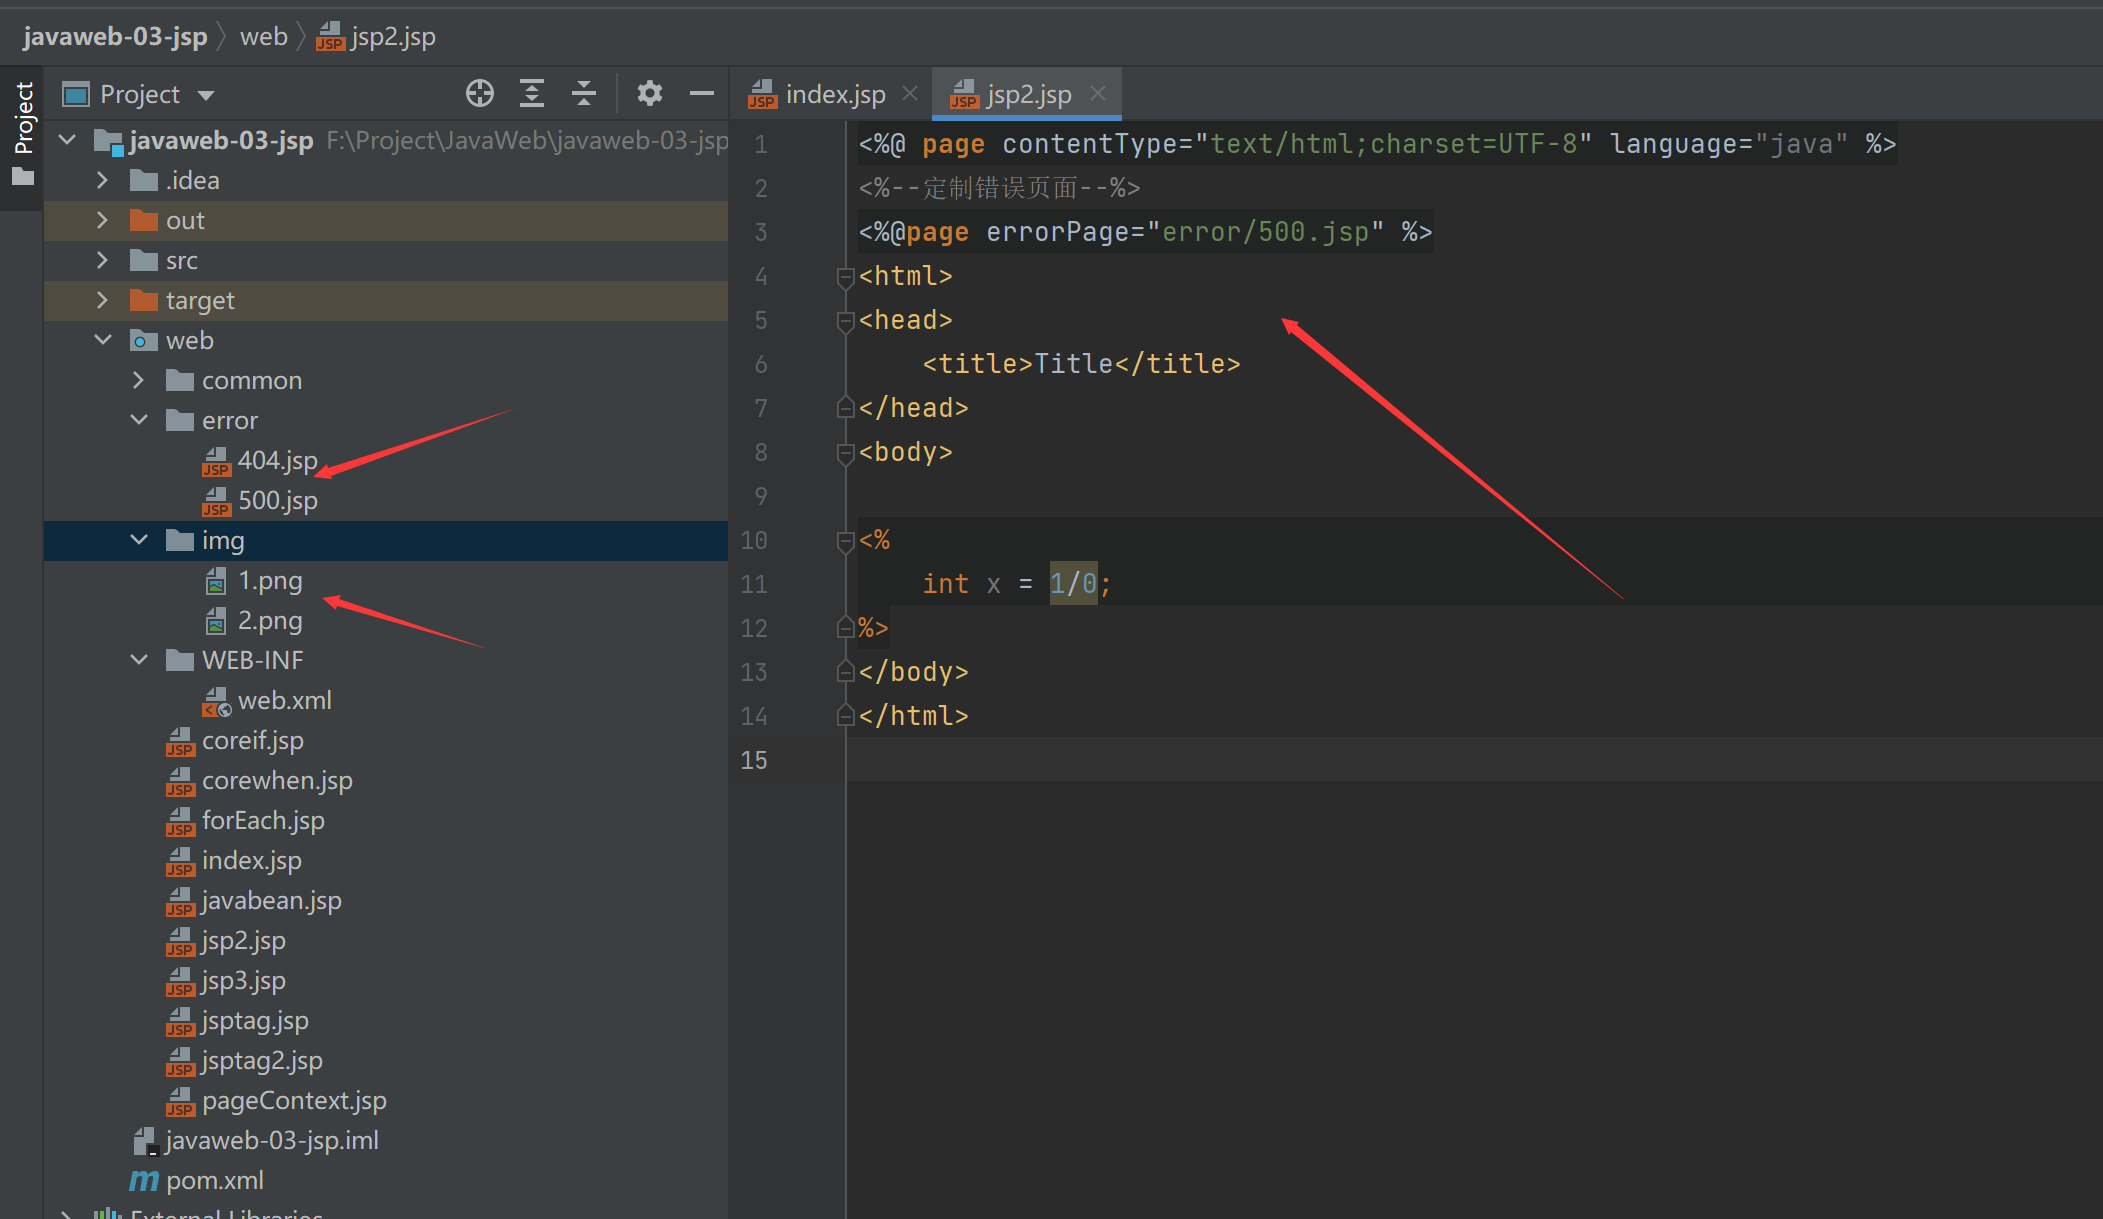 javaweb-03-jsp web jsp2.jsp
Project
Project
index.jsp
jsp2.jsp
javaweb-03-jsp F:\Project\JavaWeb\javaweb-03-jsp
.idea
out
src
target
web
common
error
404.jsp
500.jsp
img
1.png
2.png
WEB-INF
web.xml
coreif.jsp
corewhen.jsp
forEach.jsp
index.jsp
javabean.jsp
jsp2.jsp
jsp3.jsp
jsptag.jsp
jsptag2.jsp
pageContext.jsp
javaweb-03-jsp.iml
pom.xml
External Libraries
1 <%@ page contentType="text/html;charset=UTF-8" language="java" %>
2 <%--定制错误页面--%>
3 <%@page errorPage="error/500.jsp" %>
4 <html>
5 <head>
6     <title>Title</title>
7 </head>
8 <body>
9
10 <%
11     int x = 1/0;
12 %>
13 </body>
14 </html>
15